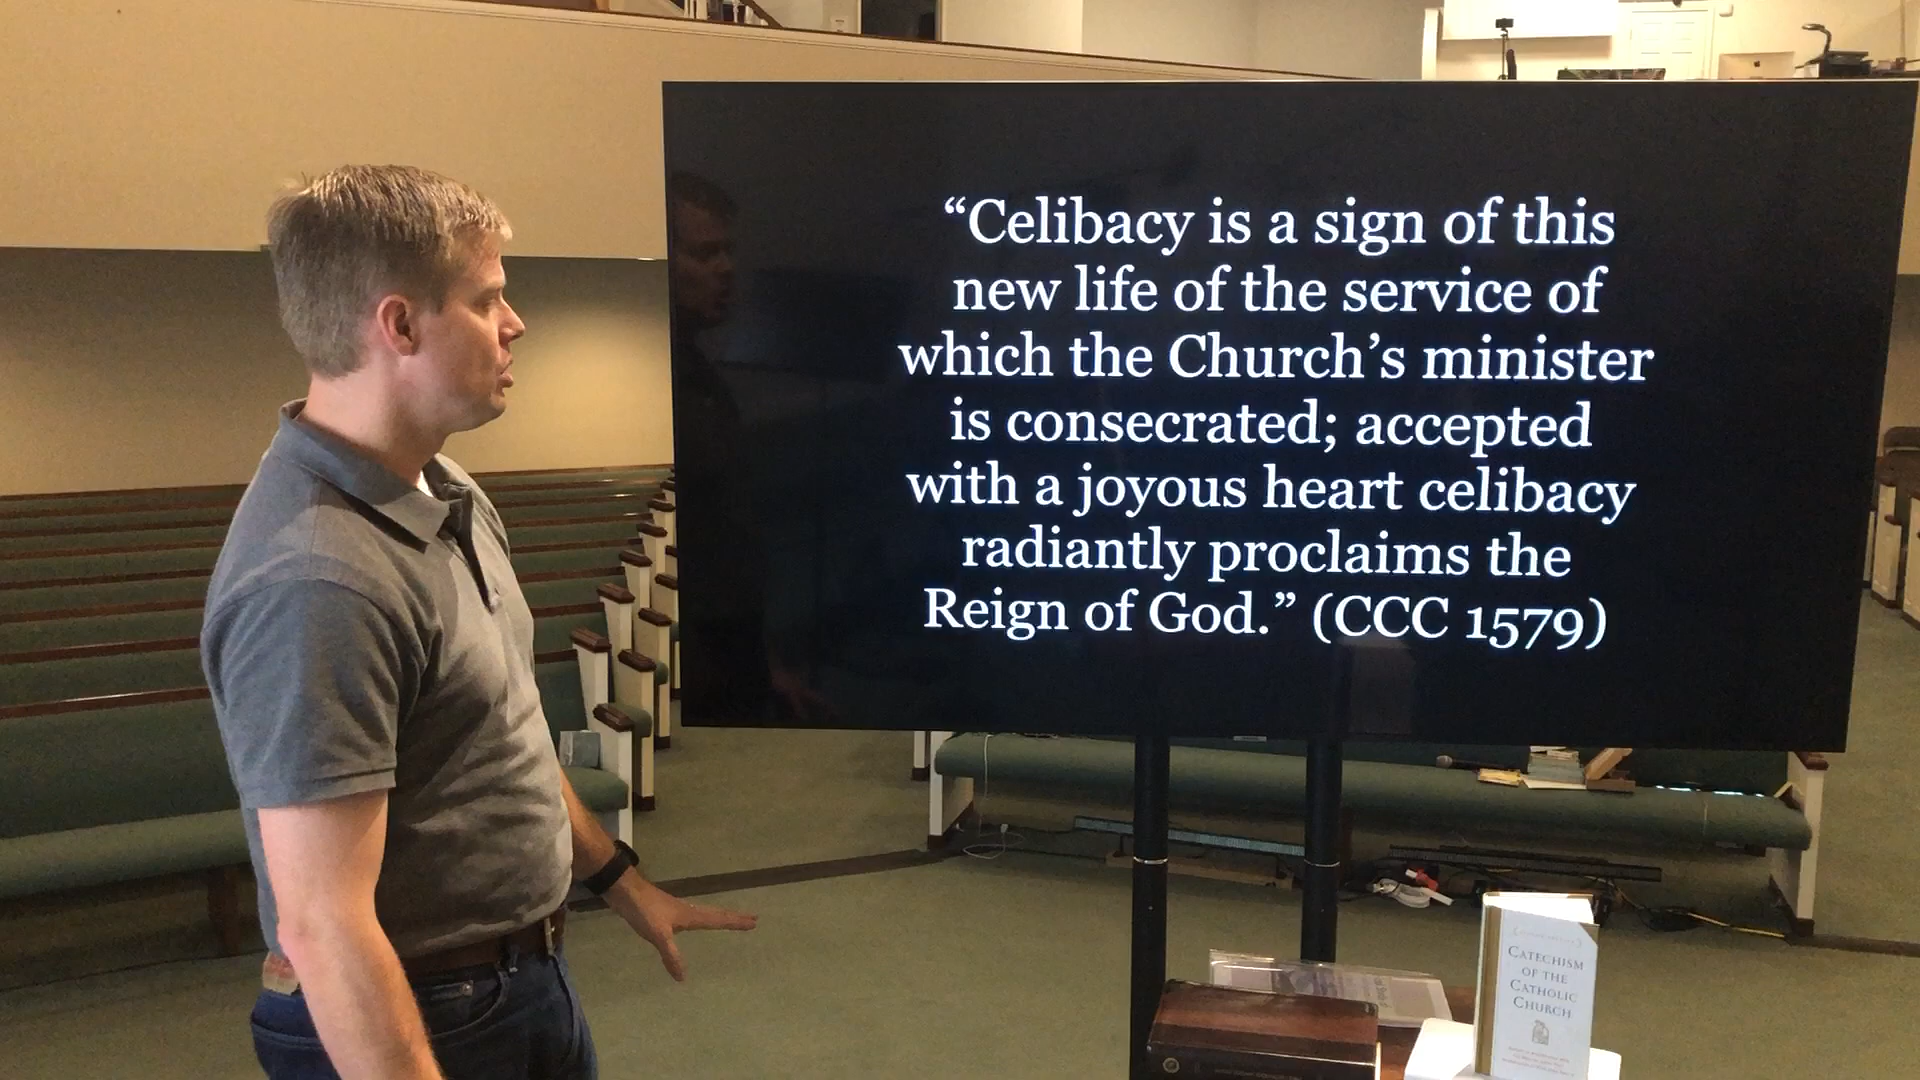 “Celibacy is a sign of this
new life of the service of
which the Church’s minister
is consecrated; accepted
with a joyous heart celibacy
radiantly proclaims the
Reign of God.” (CCC 1579)
CATECHISM
OF THE
CATHOLIC
CHURCH